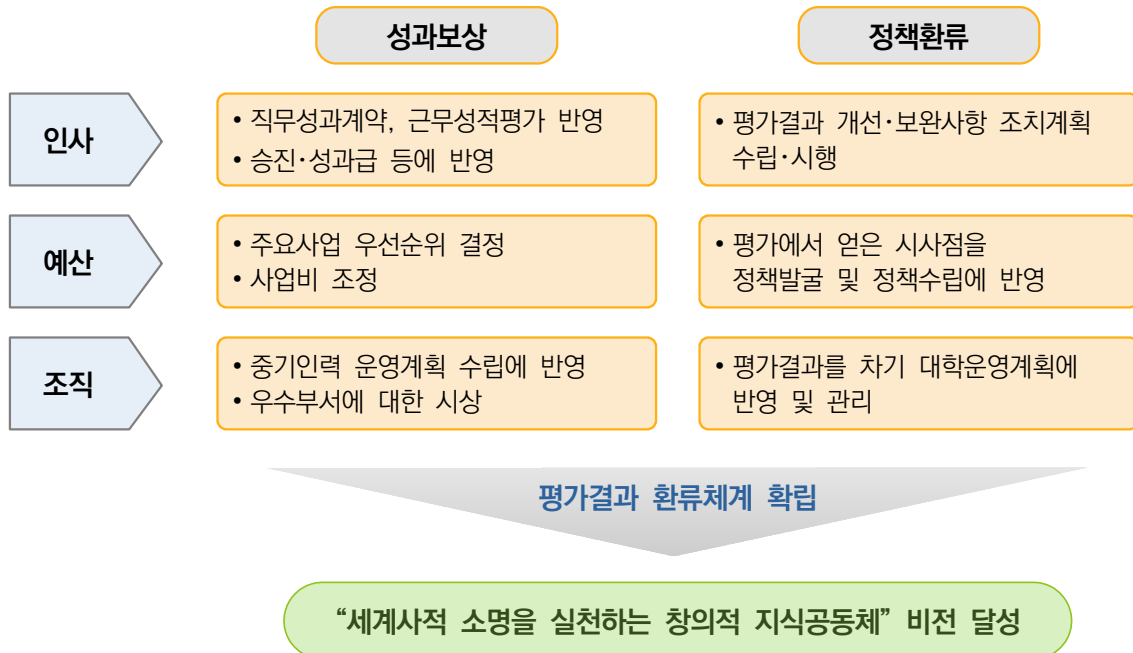 성과보상
정책환류
인사
• 직무성과계약, 근무성적평가 반영
• 승진·성과급 등에 반영
• 평가결과 개선·보완사항 조치계획
수립·시행
예산
• 주요사업 우선순위 결정
• 사업비 조정
• 평가에서 얻은 시사점을
정책발굴 및 정책수립에 반영
조직
• 중기인력 운영계획 수립에 반영
• 우수부서에 대한 시상
• 평가결과를 차기 대학운영계획에
반영 및 관리
평가결과 환류체계 확립
“세계사적 소명을 실천하는 창의적 지식공동체” 비전 달성